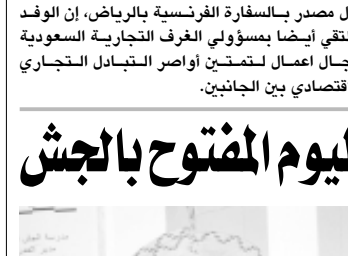 ل مصدر بالسفارة الفرنسية بالرياض، إن الوفد
لتقي أيضا بمسؤولي الغرف التجارية السعودية
جال اعمال لتمتين أواصر التبادل التجاري
قتصادي بين الجانبين.
ليوم المفتوح بالجش